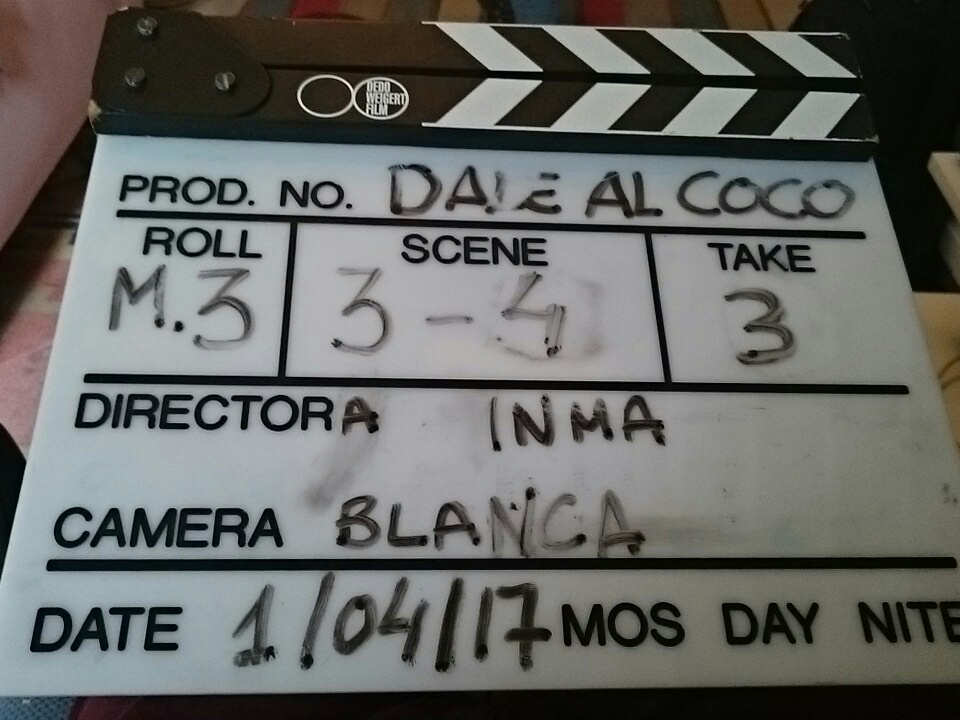 DEDO
WEIGERT
FILM
PROD. NO. DALE AL COCO
ROLL SCENE TAKE
M.3 3-4 3
DIRECTORA INMA
CAMERA BLANCA
DATE 1/04/17 MOS DAY NITE